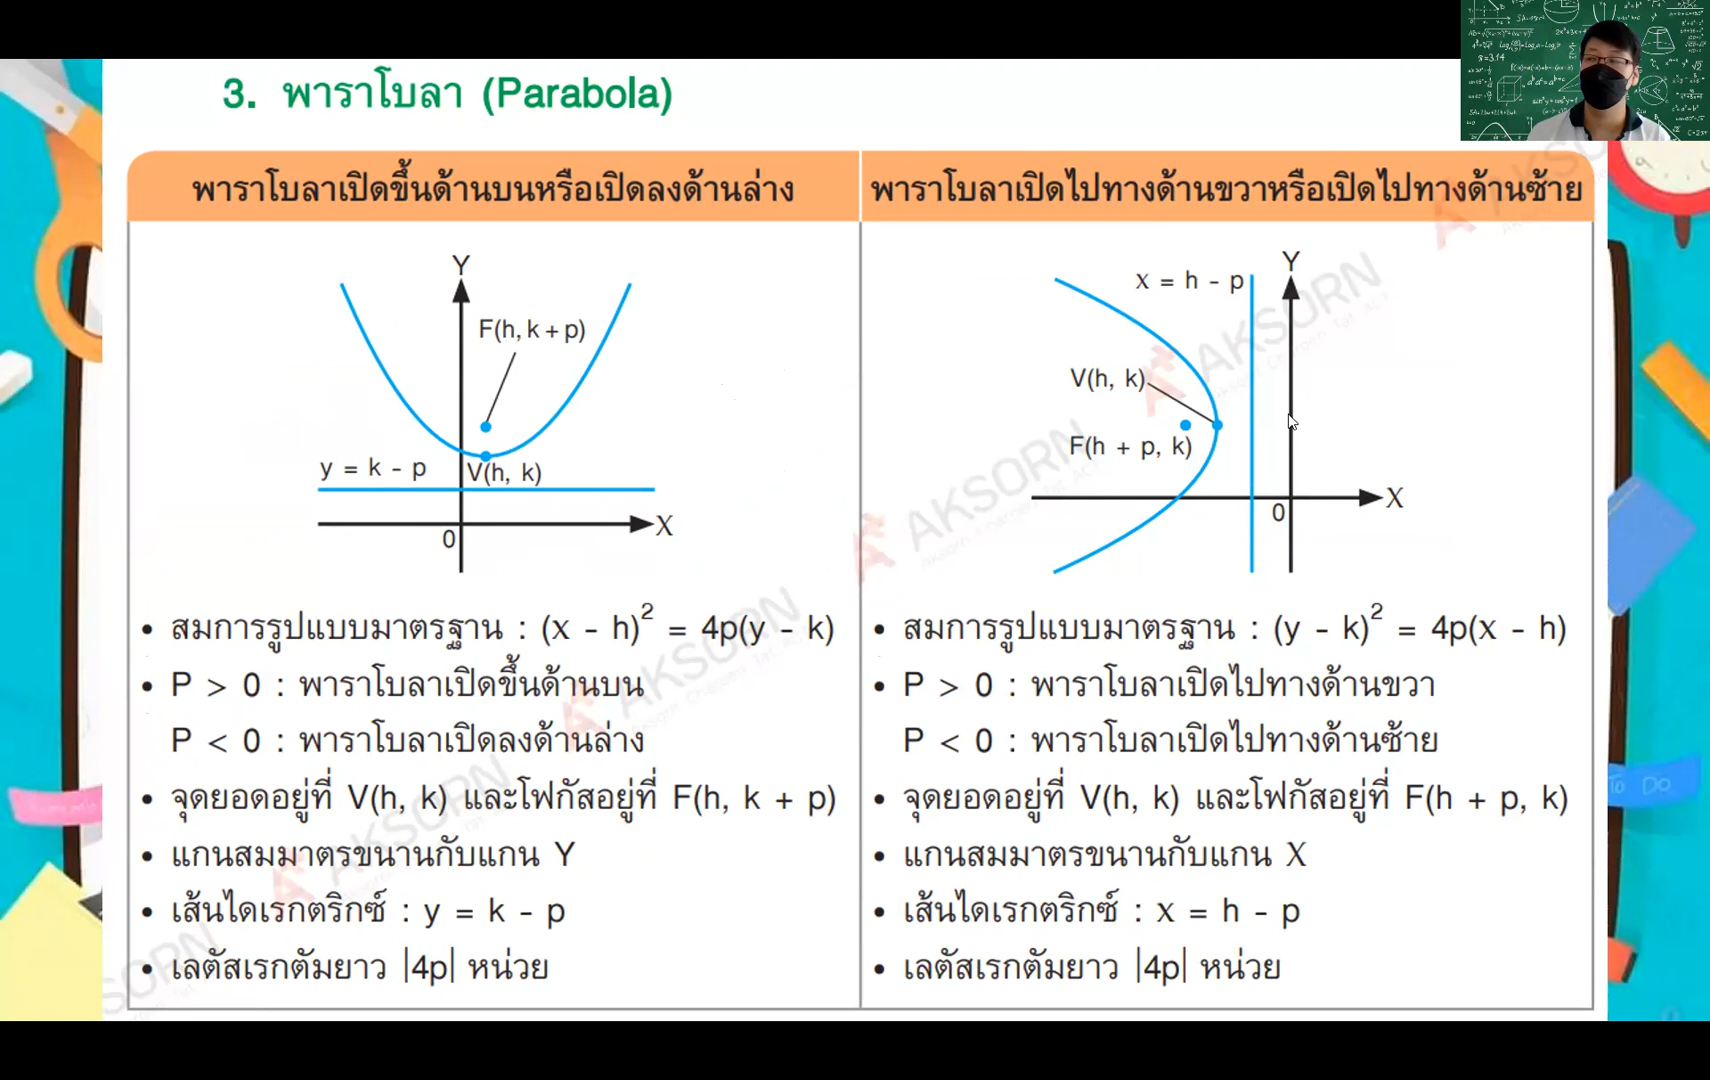 3. พาราโบลา (Parabola)
พาราโบลาเปิดขึ้นด้านบนหรือเปิดลงด้านล่าง
Y
F(h, k + p)
y = k - p
V(h, k)
X
0
• สมการรูปแบบมาตรฐาน : (x - h)² = 4p(y - k)
• P > 0 : พาราโบลาเปิดขึ้นด้านบน
P < 0 : พาราโบลาเปิดลงด้านล่าง
• จุดยอดอยู่ที่ V(h, k) และโฟกัสอยู่ที่ F(h, k + p)
• แกนสมมาตรขนานกับแกน Y
• เส้นไดเรกตริกซ์ : y = k - p
• เลตัสเรกตัมยาว |4p| หน่วย
พาราโบลาเปิดไปทางด้านขวาหรือเปิดไปทางด้านซ้าย
Y
x = h - p
V(h, k)
F(h + p, k)
X
0
• สมการรูปแบบมาตรฐาน : (y - k)² = 4p(x - h)
• P > 0 : พาราโบลาเปิดไปทางด้านขวา
P < 0 : พาราโบลาเปิดไปทางด้านซ้าย
• จุดยอดอยู่ที่ V(h, k) และโฟกัสอยู่ที่ F(h + p, k)
• แกนสมมาตรขนานกับแกน X
• เส้นไดเรกตริกซ์ : x = h - p
• เลตัสเรกตัมยาว |4p| หน่วย
AKSORN
AKSORN
AKSORN
AKSORN
To Do